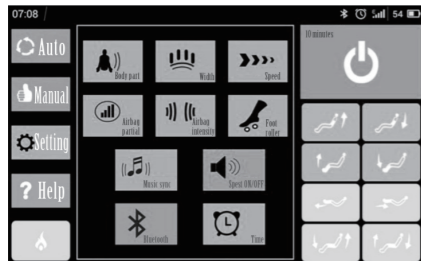 07:08
54
Auto
Manual
Setting
? Help
Body part
Width
Speed
Airbag
partial
Airbag
intensity
Foot
roller
Music sync
Speak ON/OFF
Bluetooth
Time
10 minutes